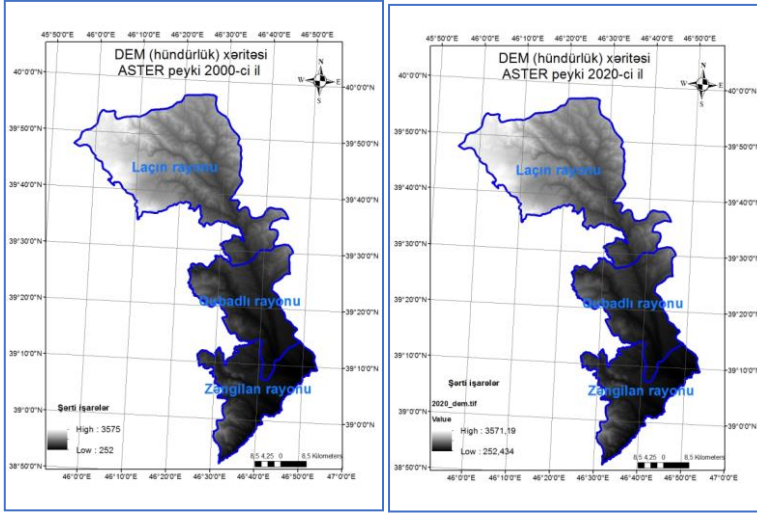 45°50'0"E 46°0'0"E 46°10'0"E 46°20'0"E 46°30'0"E 46°40'0"E 46°50'0"E
DEM (hündürlük) xəritəsi
ASTER peyki 2000-ci il
N
W E
S
40°0'0"N
39°50'0"N
39°40'0"N
39°30'0"N
39°20'0"N
39°10'0"N
39°0'0"N
38°50'0"N
40°0'0"N
39°50'0"N
39°40'0"N
39°30'0"N
39°20'0"N
39°10'0"N
39°0'0"N
Laçın rayonu
Qubadlı rayonu
Zəngilan rayonu
Şərti işarələr
High : 3575
Low : 252
8,5 4,25 0 8,5 Kilometers
46°0'0"E 46°10'0"E 46°20'0"E 46°30'0"E 46°40'0"E 46°50'0"E 47°0'0"E
45°50'0"E 46°0'0"E 46°10'0"E 46°20'0"E 46°30'0"E 46°40'0"E 46°50'0"E
DEM (hündürlük) xəritəsi
ASTER peyki 2020-ci il
N
W E
S
40°0'0"N
39°50'0"N
39°40'0"N
39°30'0"N
39°20'0"N
39°10'0"N
39°0'0"N
38°50'0"N
40°0'0"N
39°50'0"N
39°40'0"N
39°30'0"N
39°20'0"N
39°10'0"N
39°0'0"N
Laçın rayonu
Qubadlı rayonu
Zəngilan rayonu
Şərti işarələr
2020_dem.tif
Value
High : 3571,19
Low : 252,434
8,5 4,25 0 8,5 Kilometers
46°0'0"E 46°10'0"E 46°20'0"E 46°30'0"E 46°40'0"E 46°50'0"E